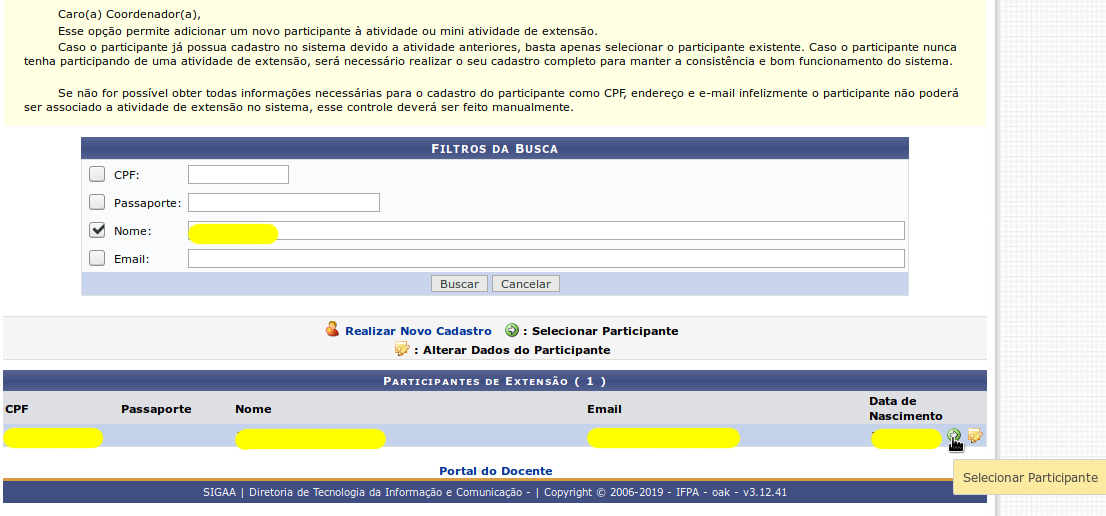 Caro(a) Coordenador(a),
Esse opção permite adicionar um novo participante à atividade ou mini atividade de extensão.
Caso o participante já possua cadastro no sistema devido a atividade anteriores, basta apenas selecionar o participante existente. Caso o participante nunca
tenha participando de uma atividade de extensão, será necessário realizar o seu cadastro completo para manter a consistência e bom funcionamento do sistema.
Se não for possível obter todas informações necessárias para o cadastro do participante como CPF, endereço e e-mail infelizmente o participante não poderá
ser associado a atividade de extensão no sistema, esse controle deverá ser feito manualmente.
Filtros da Busca
CPF:
Passaporte:
Nome:
Email:
Buscar Cancelar
Realizar Novo Cadastro : Selecionar Participante
: Alterar Dados do Participante
Participantes de Extensão ( 1 )
CPF Passaporte Nome Email Data de
Nascimento
Selecionar Participante
Portal do Docente
SIGAA | Diretoria de Tecnologia da Informação e Comunicação - | Copyright © 2006-2019 - IFPA - oak - v3.12.41